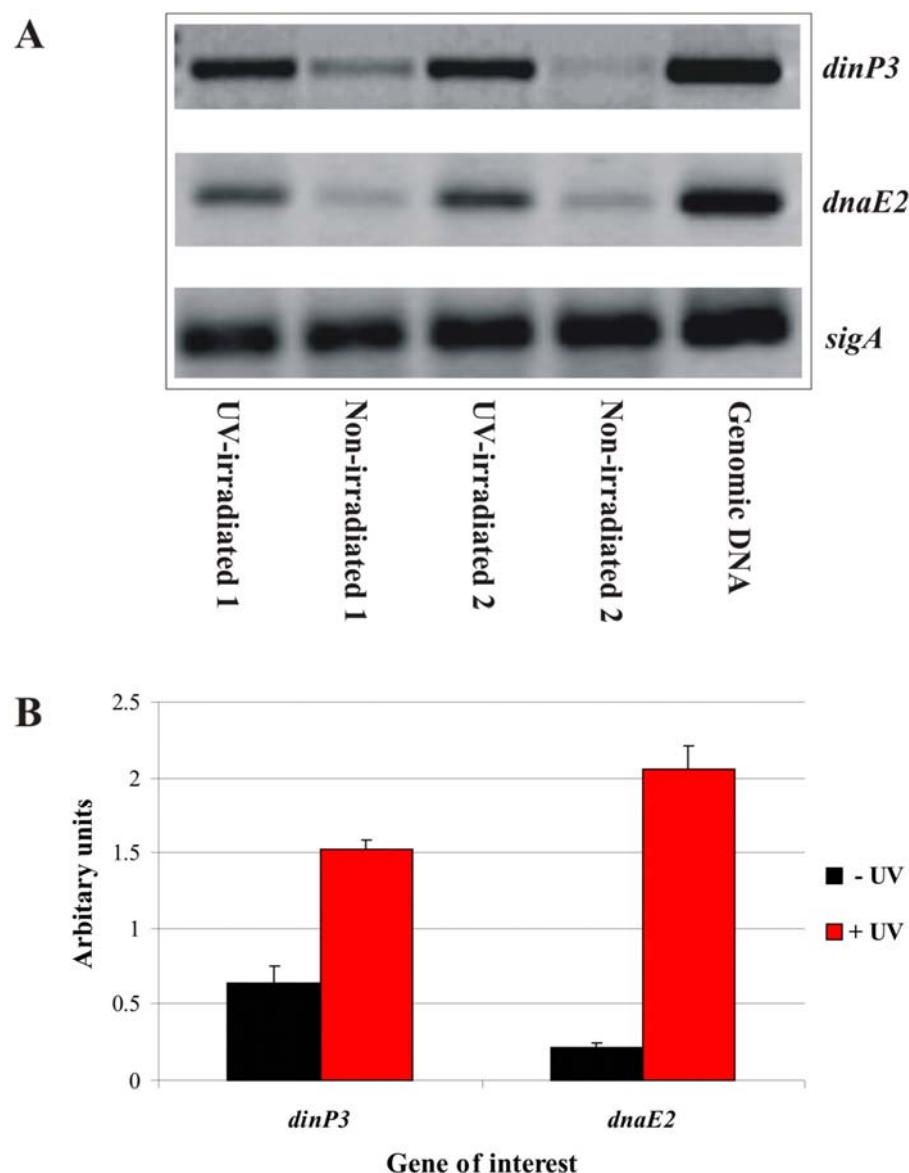 A
dinP3
dnaE2
sigA
UV-irradiated 1
Non-irradiated 1
UV-irradiated 2
Non-irradiated 2
Genomic DNA
B
2.5
2
1.5
1
0.5
0
Arbitary units
- UV
+ UV
dinP3
dnaE2
Gene of interest